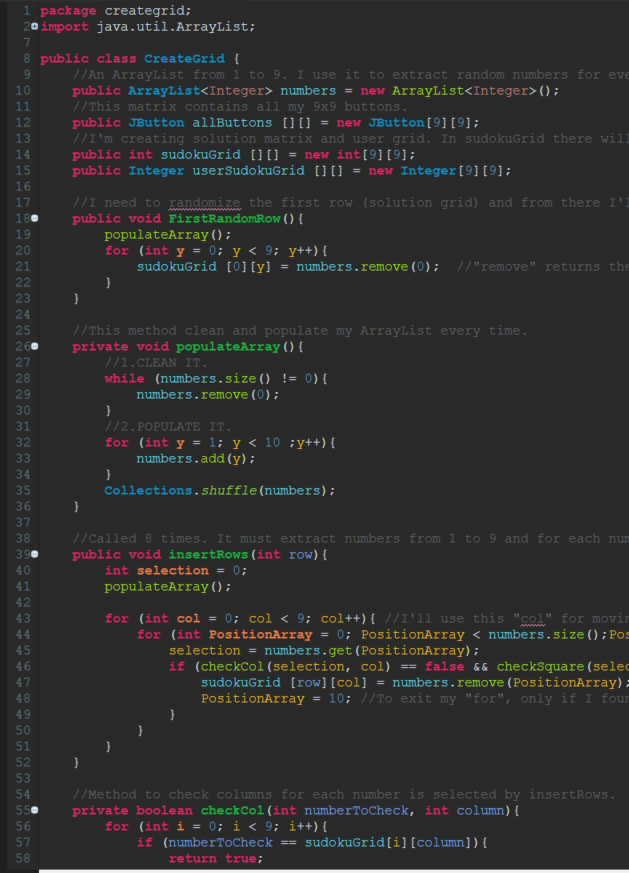 1 package creategrid;
2 import java.util.ArrayList;
7
8 public class CreateGrid {
9 //An ArrayList from 1 to 9. I use it to extract random numbers for eve
10 public ArrayList<Integer> numbers = new ArrayList<Integer>();
11 //This matrix contains all my 9x9 buttons.
12 public JButton allButtons [][] = new JButton[9][9];
13 //I'm creating solution matrix and user grid. In sudokuGrid there wil
14 public int sudokuGrid [][] = new int[9][9];
15 public Integer userSudokuGrid [][] = new Integer[9][9];
16
17 //I need to randomize the first row (solution grid) and from there I'l
18 public void FirstRandomRow(){
19 populateArray();
20 for (int y = 0; y < 9; y++){
21 sudokuGrid [0][y] = numbers.remove(0); //"remove" returns the
22 }
23 }
24
25 //This method clean and populate my ArrayList every time.
26 private void populateArray(){
27 //1.CLEAN IT.
28 while (numbers.size() != 0){
29 numbers.remove(0);
30 }
31 //2.POPULATE IT.
32 for (int y = 1; y < 10 ;y++){
33 numbers.add(y);
34 }
35 Collections.shuffle(numbers);
36 }
37
38 //Called 8 times. It must extract numbers from 1 to 9 and for each num
39 public void insertRows(int row){
40 int selection = 0;
41 populateArray();
42
43 for (int col = 0; col < 9; col++){ //I'll use this "col" for movin
44 for (int PositionArray = 0; PositionArray < numbers.size();Pos
45 selection = numbers.get(PositionArray);
46 if (checkCol(selection, col) == false && checkSquare(selec
47 sudokuGrid [row][col] = numbers.remove(PositionArray);
48 PositionArray = 10; //To exit my "for", only if I foun
49 }
50 }
51 }
52 }
53
54 //Method to check columns for each number is selected by insertRows.
55 private boolean checkCol(int numberToCheck, int column){
56 for (int i = 0; i < 9; i++){
57 if (numberToCheck == sudokuGrid[i][column]){
58 return true;